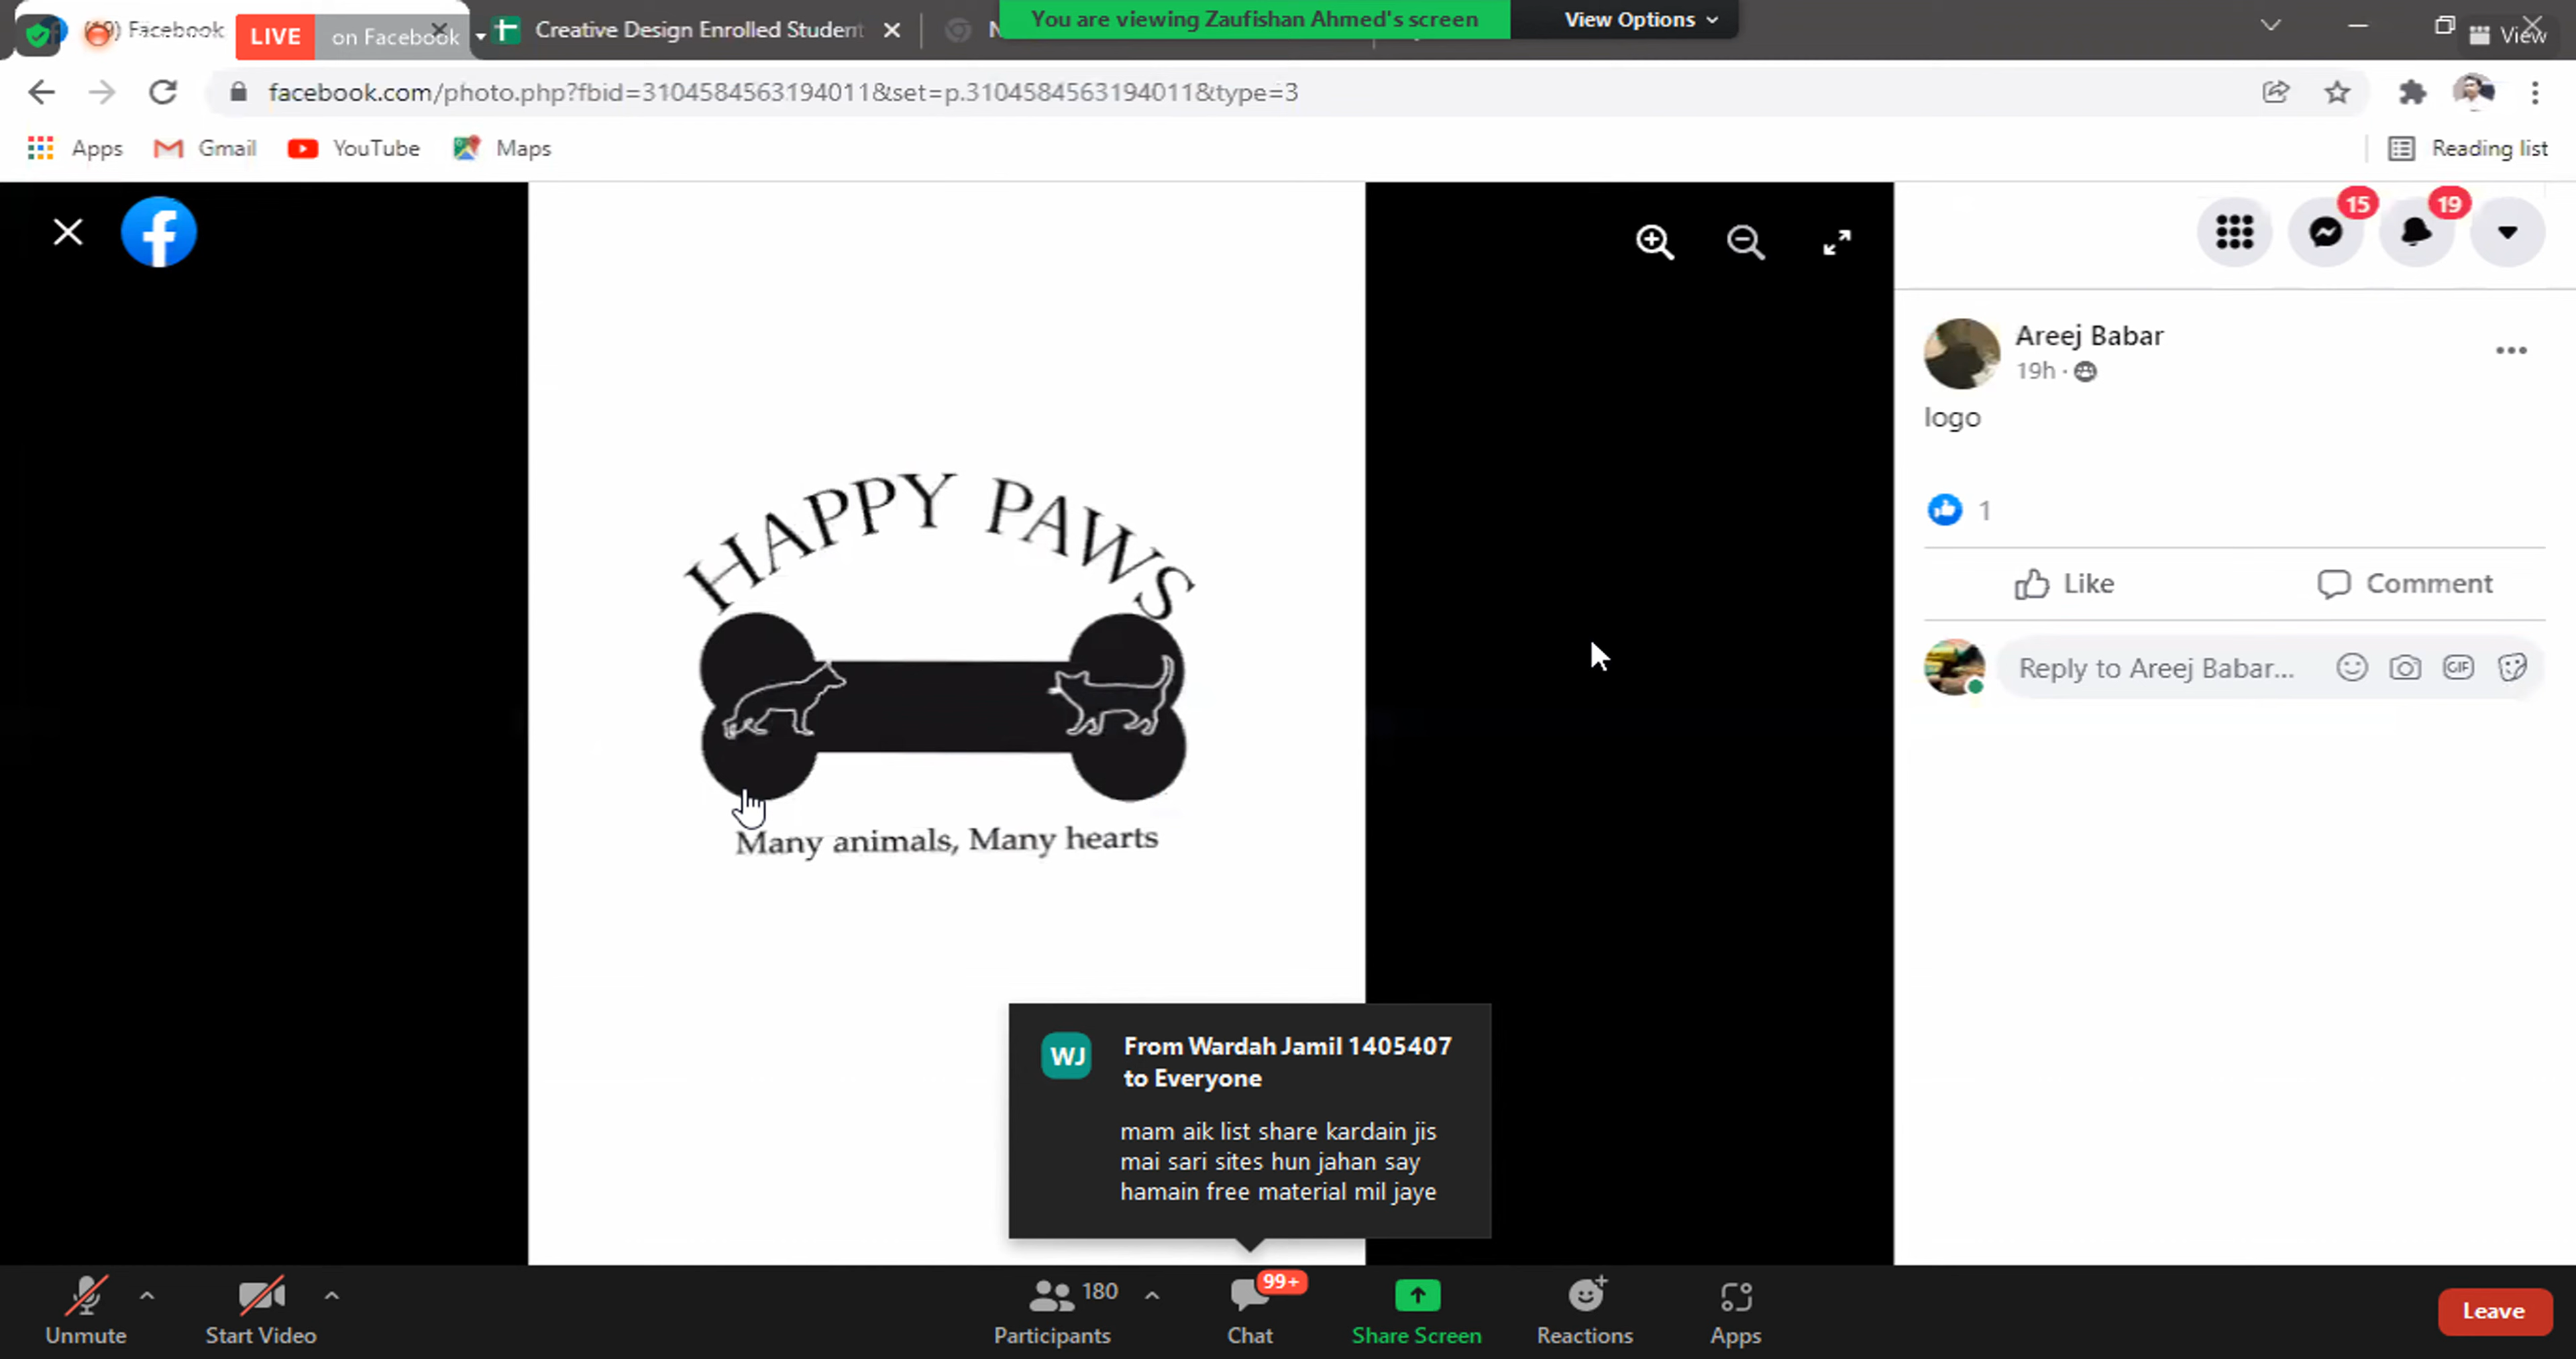 Facebook
LIVE on Facebook
Creative Design Enrolled Student
N
You are viewing Zaufishan Ahmed's screen
View Options
View
facebook.com/photo.php?fbid=3104584563194011&set=p.3104584563194011&type=3
Apps
Gmail
YouTube
Maps
Reading list
15
19
Areej Babar
19h ·
logo
1
Like
Comment
Reply to Areej Babar...
GIF
HAPPY PAWS
Many animals, Many hearts
WJ
From Wardah Jamil 1405407
to Everyone
mam aik list share kardain jis
mai sari sites hun jahan say
hamain free material mil jaye
Unmute
Start Video
180
Participants
99+
Chat
Share Screen
Reactions
Apps
Leave